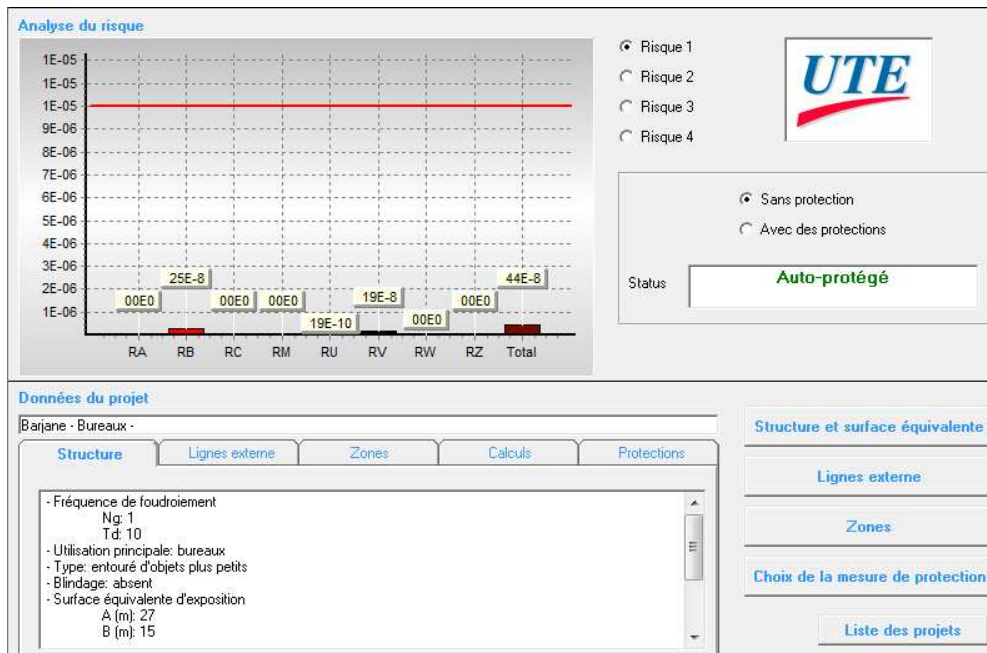 Analyse du risque
1E-05
1E-05
1E-05
9E-06
8E-06
7E-06
6E-06
5E-06
4E-06
3E-06
2E-06
1E-06
00E0
25E-8
00E0
00E0
19E-10
19E-8
00E0
00E0
44E-8
RA RB RC RM RU RV RW RZ Total
Risque 1
Risque 2
Risque 3
Risque 4
UTE
Sans protection
Avec des protections
Status
Auto-protégé
Données du projet
Barjane - Bureaux -
Structure Lignes externe Zones Calculs Protections
- Fréquence de foudroiement
Ng: 1
Td: 10
- Utilisation principale: bureaux
- Type: entouré d'objets plus petits
- Blindage: absent
- Surface équivalente d'exposition
A (m): 27
B (m): 15
Structure et surface équivalente
Lignes externe
Zones
Choix de la mesure de protection
Liste des projets